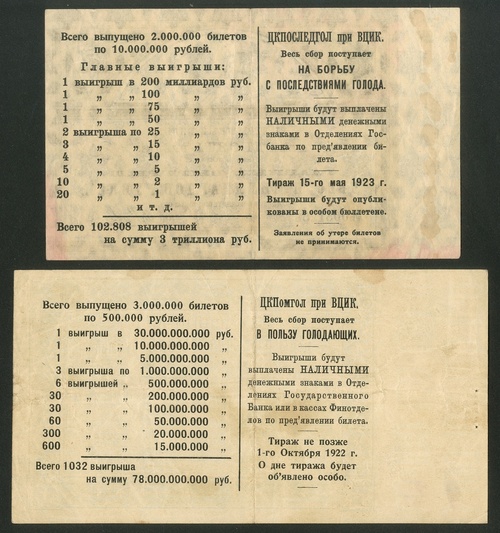 Всего выпущено 2.000.000 билетов
по 10.000.000 рублей.
Главные выигрыши:
1 выигрыш в 200 миллиардов руб.
1 „ „ 100 „ „
1 „ „ 75 „ „
1 „ „ 50 „ „
2 выигрыша по 25 „ „
3 „ „ 15 „ „
4 „ „ 10 „ „
5 „ „ 5 „ „
10 „ „ 2 „ „
20 „ „ 1 „ „
и т. д.
Всего 102.808 выигрышей
на сумму 3 триллиона руб.
ЦКПОСЛЕДГОЛ при ВЦИК.
Весь сбор поступает
НА БОРЬБУ
С ПОСЛЕДСТВИЯМИ ГОЛОДА.
Выигрыши будут выплачены
НАЛИЧНЫМИ денежными
знаками в Отделениях Гос-
банка по пред'явлении би-
лета.
Тираж 15-го мая 1923 г.
Выигрыши будут опубли-
кованы в особом бюллетене.
Заявления об утере билетов
не принимаются.
Всего выпущено 3.000.000 билетов
по 500.000 рублей.
1 выигрыш в 30.000.000.000 руб.
1 „ „ 10.000.000.000 „
1 „ „ 5.000.000.000 „
3 выигрыша по 1.000.000.000 „
6 выигрышей „ 500.000.000 „
30 „ „ 200.000.000 „
30 „ „ 100.000.000 „
60 „ „ 50.000.000 „
300 „ „ 20.000.000 „
600 „ „ 15.000.000 „
Всего 1032 выигрыша
на сумму 78.000.000.000 руб.
ЦКПомгол при ВЦИК.
Весь сбор поступает
В ПОЛЬЗУ ГОЛОДАЮЩИХ.
Выигрыши будут
выплачены НАЛИЧНЫМИ
денежными знаками в Отде-
лениях Государственного
Банка или в кассах Финотде-
лов по пред'явлении билета.
Тираж не позже
1-го Октября 1922 г.
О дне тиража будет
об'явлено особо.